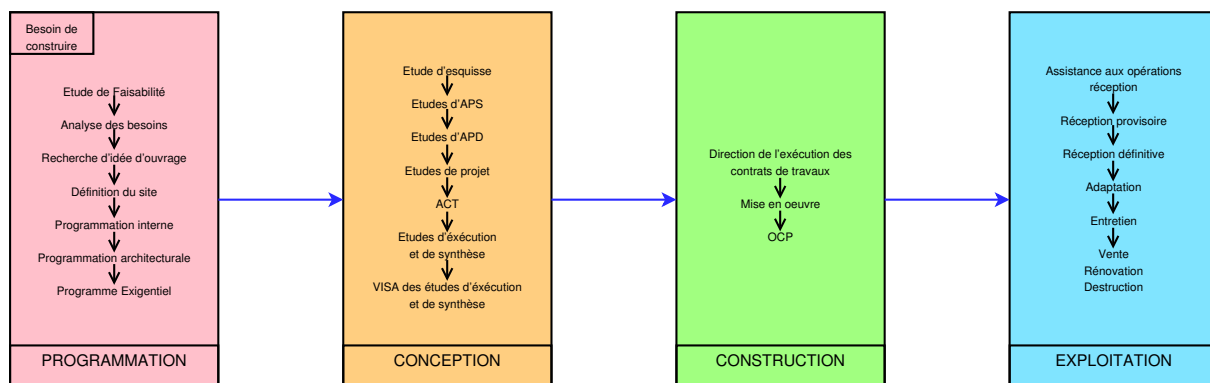 Besoin de
construire
Etude de Faisabilité
Analyse des besoins
Recherche d'idée d'ouvrage
Définition du site
Programmation interne
Programmation architecturale
Programme Exigentiel
PROGRAMMATION
Etude d'esquisse
Etudes d'APS
Etudes d'APD
Etudes de projet
ACT
Etudes d'éxécution
et de synthèse
VISA des études d'éxécution
et de synthèse
CONCEPTION
Direction de l'exécution des
contrats de travaux
Mise en oeuvre
OCP
CONSTRUCTION
Assistance aux opérations
réception
Réception provisoire
Réception définitive
Adaptation
Entretien
Vente
Rénovation
Destruction
EXPLOITATION